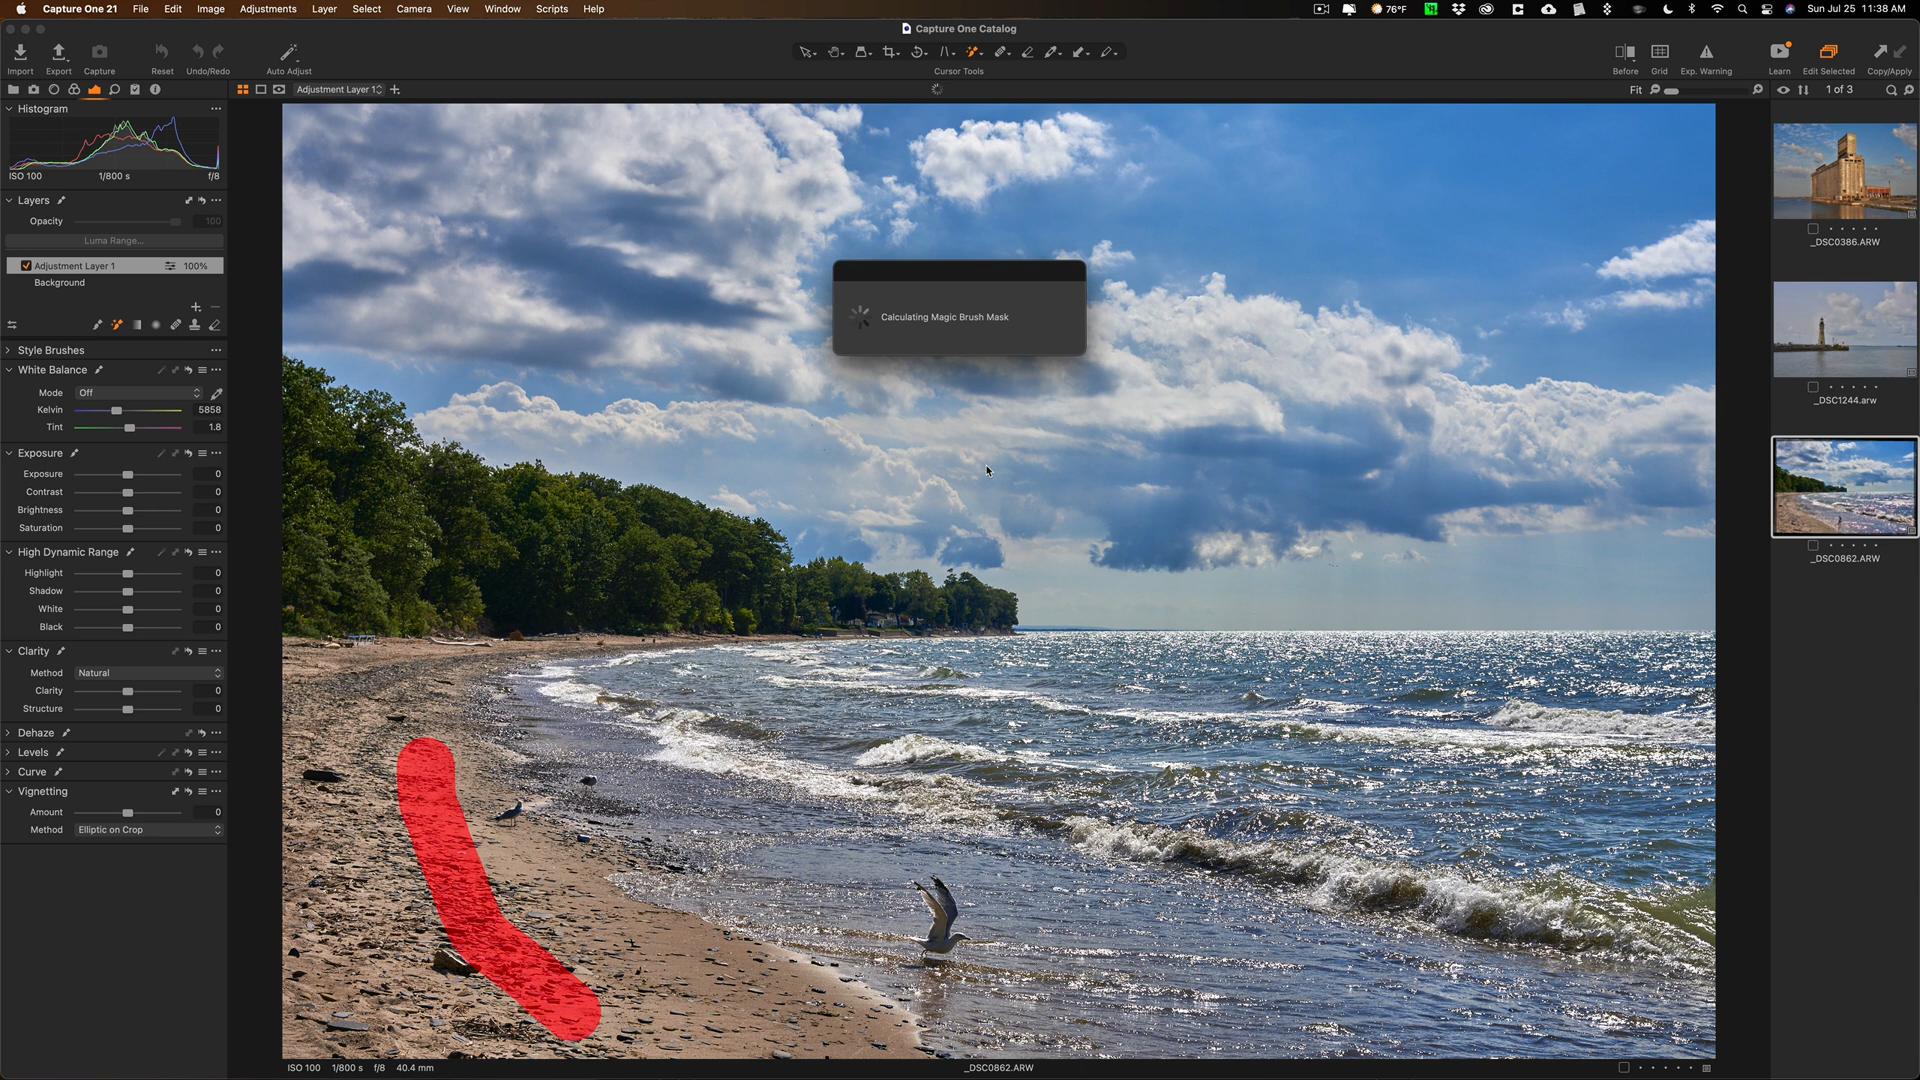 Capture One 21 File Edit Image Adjustments Layer Select Camera View Window Scripts Help 76°F Sun Jul 25 11:38 AM
Capture One Catalog
Import Export Capture Reset Undo/Redo Auto Adjust Cursor Tools Before Grid Exp. Warning Learn Edit Selected Copy/Apply
Adjustment Layer 1 Fit 1 of 3
Histogram
ISO 100 1/800 s f/8
Layers
Opacity 100
Luma Range...
Adjustment Layer 1 100%
Background
Style Brushes
White Balance
Mode Off
Kelvin 5858
Tint 1.8
Exposure
Exposure 0
Contrast 0
Brightness 0
Saturation 0
High Dynamic Range
Highlight 0
Shadow 0
White 0
Black 0
Clarity
Method Natural
Clarity 0
Structure 0
Dehaze
Levels
Curve
Vignetting
Amount 0
Method Elliptic on Crop
Calculating Magic Brush Mask
_DSC0386.ARW
_DSC1244.arw
_DSC0862.ARW
ISO 100 1/800 s f/8 40.4 mm _DSC0862.ARW